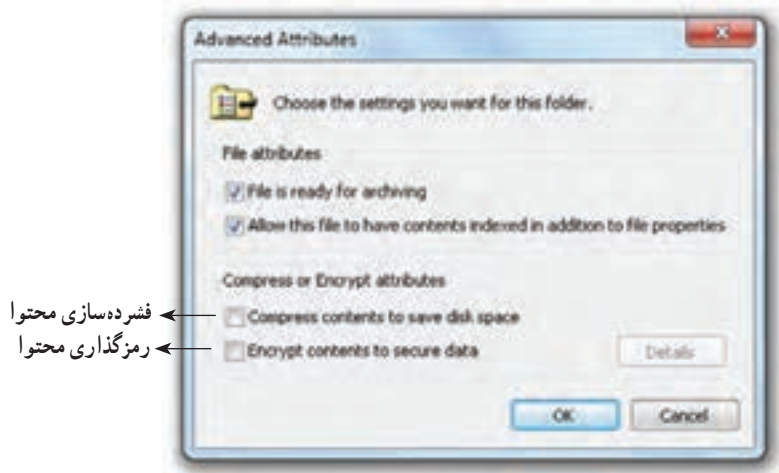 Advanced Attributes
Choose the settings you want for this folder.
File attributes
File is ready for archiving
Allow this file to have contents indexed in addition to file properties
Compress or Encrypt attributes
فشرده‌سازی محتوا
Compress contents to save disk space
رمزگذاری محتوا
Encrypt contents to secure data
Details
OK
Cancel